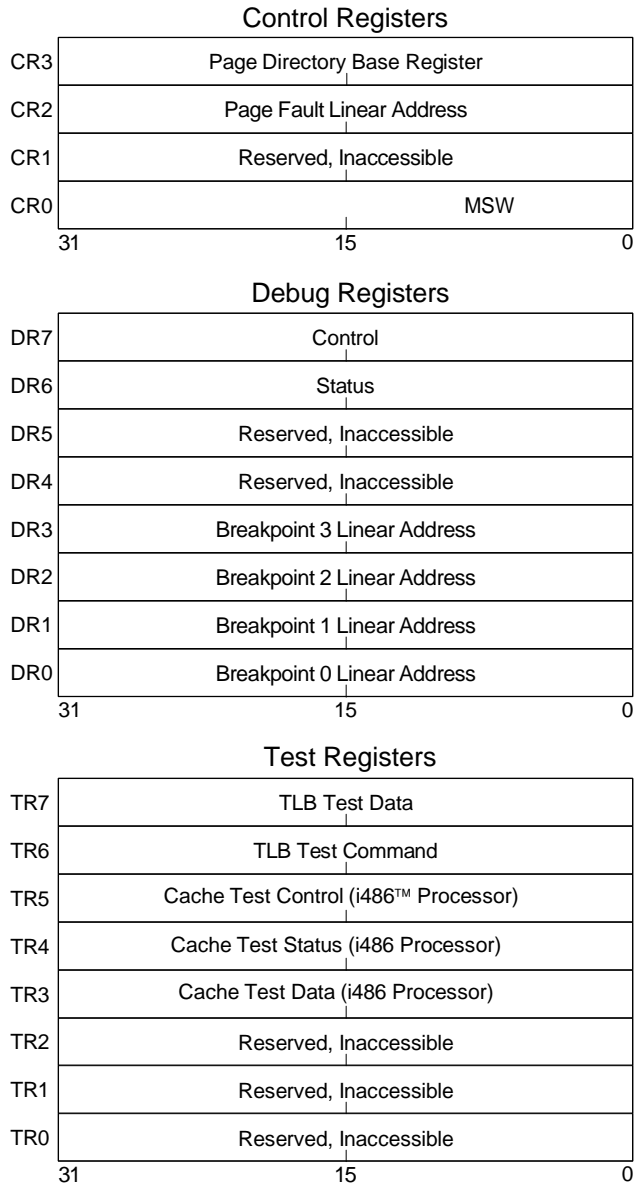 Control Registers
CR3 Page Directory Base Register
CR2 Page Fault Linear Address
CR1 Reserved, Inaccessible
CR0 MSW
31 15 0
Debug Registers
DR7 Control
DR6 Status
DR5 Reserved, Inaccessible
DR4 Reserved, Inaccessible
DR3 Breakpoint 3 Linear Address
DR2 Breakpoint 2 Linear Address
DR1 Breakpoint 1 Linear Address
DR0 Breakpoint 0 Linear Address
31 15 0
Test Registers
TR7 TLB Test Data
TR6 TLB Test Command
TR5 Cache Test Control (i486™ Processor)
TR4 Cache Test Status (i486 Processor)
TR3 Cache Test Data (i486 Processor)
TR2 Reserved, Inaccessible
TR1 Reserved, Inaccessible
TR0 Reserved, Inaccessible
31 15 0